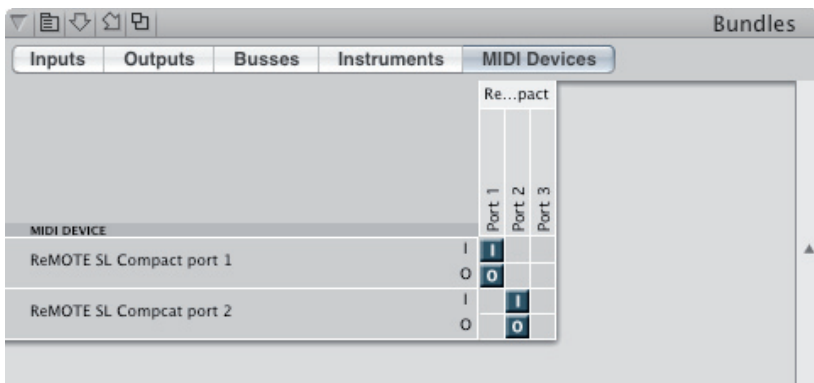 Bundles
Inputs Outputs Busses Instruments MIDI Devices
Re...pact
Port 1 Port 2 Port 3
MIDI DEVICE
ReMOTE SL Compact port 1 I I
O O
ReMOTE SL Compcat port 2 I I
O O